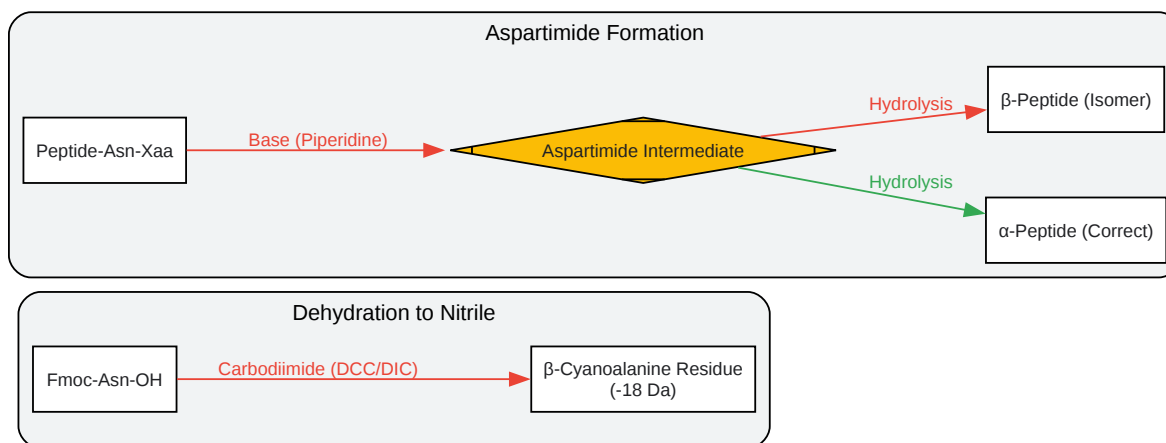 Aspartimide Formation
Hydrolysis
β-Peptide (Isomer)
Peptide-Asn-Xaa
Base (Piperidine)
Aspartimide Intermediate
Hydrolysis
α-Peptide (Correct)
Dehydration to Nitrile
Fmoc-Asn-OH
Carbodiimide (DCC/DIC)
β-Cyanoalanine Residue
(-18 Da)